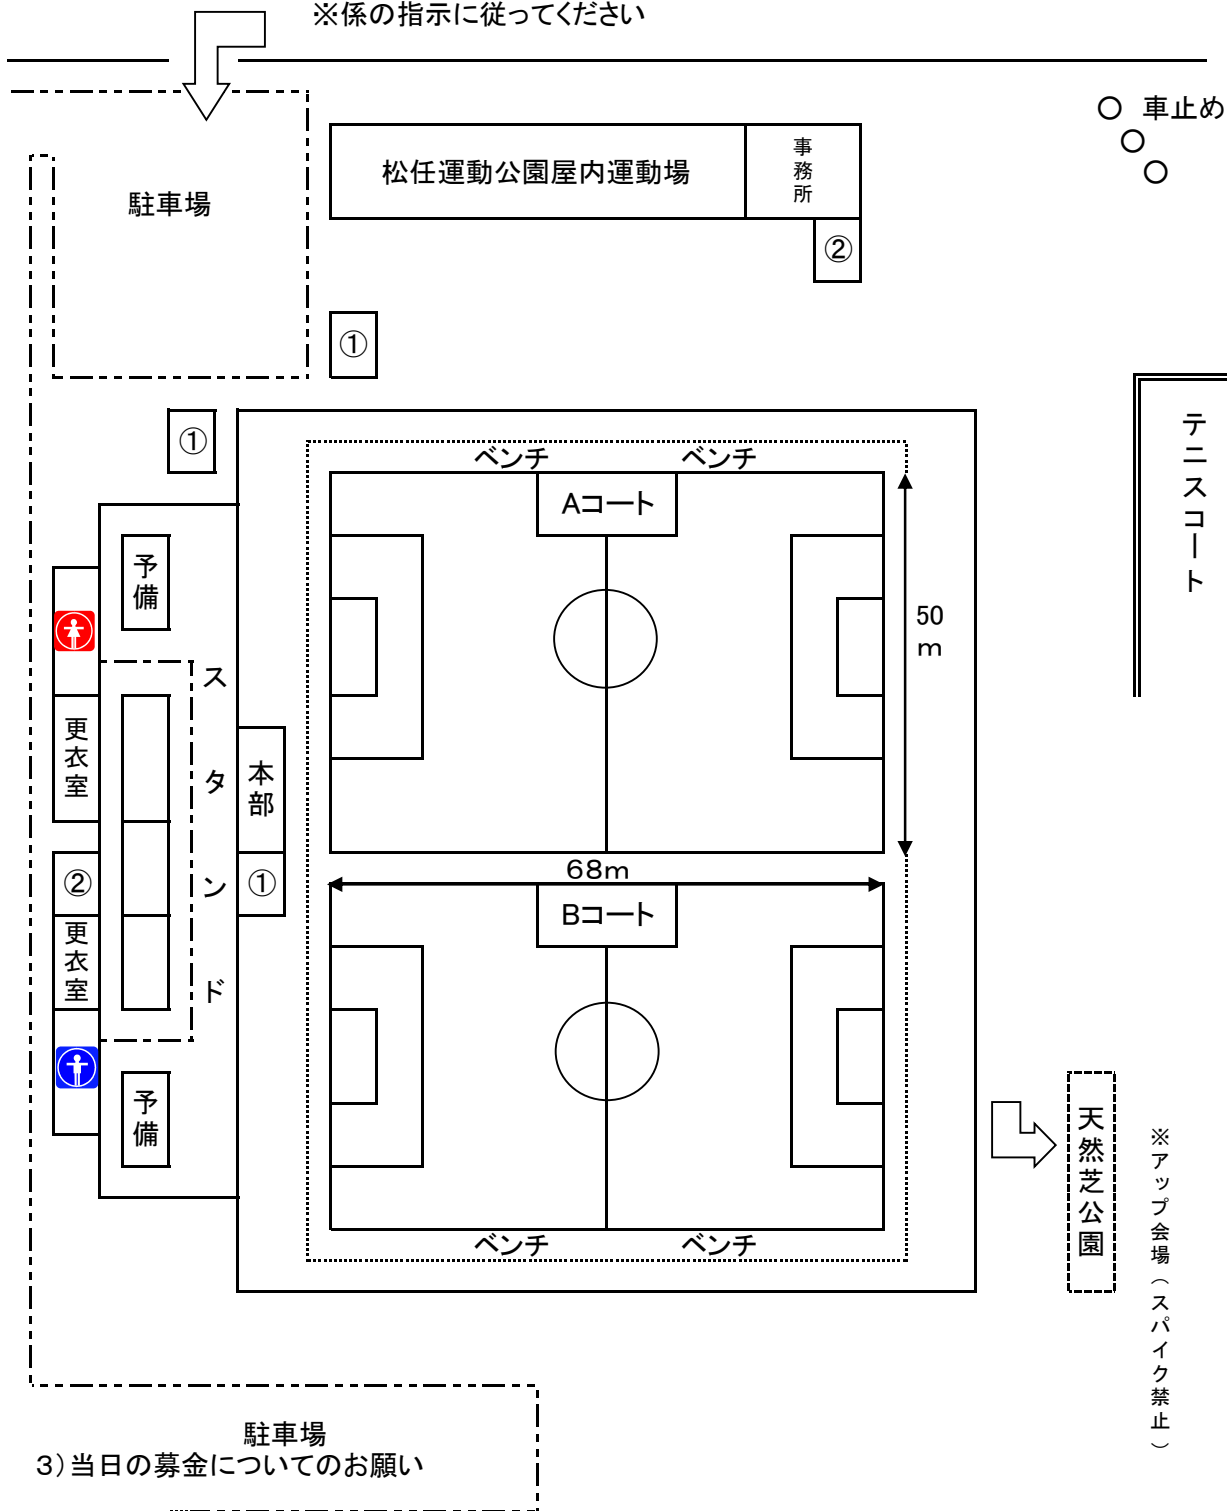 ※係の指示に従ってください
車止め
松任運動公園屋内運動場
事務所
駐車場
②
①
①
テニスコート
ベンチ
ベンチ
Aコート
予備
50
m
スタンド
更衣室
本部
68m
②
①
Bコート
更衣室
予備
天然芝公園
※アップ会場（スパイク禁止）
ベンチ
ベンチ
駐車場
3）当日の募金についてのお願い